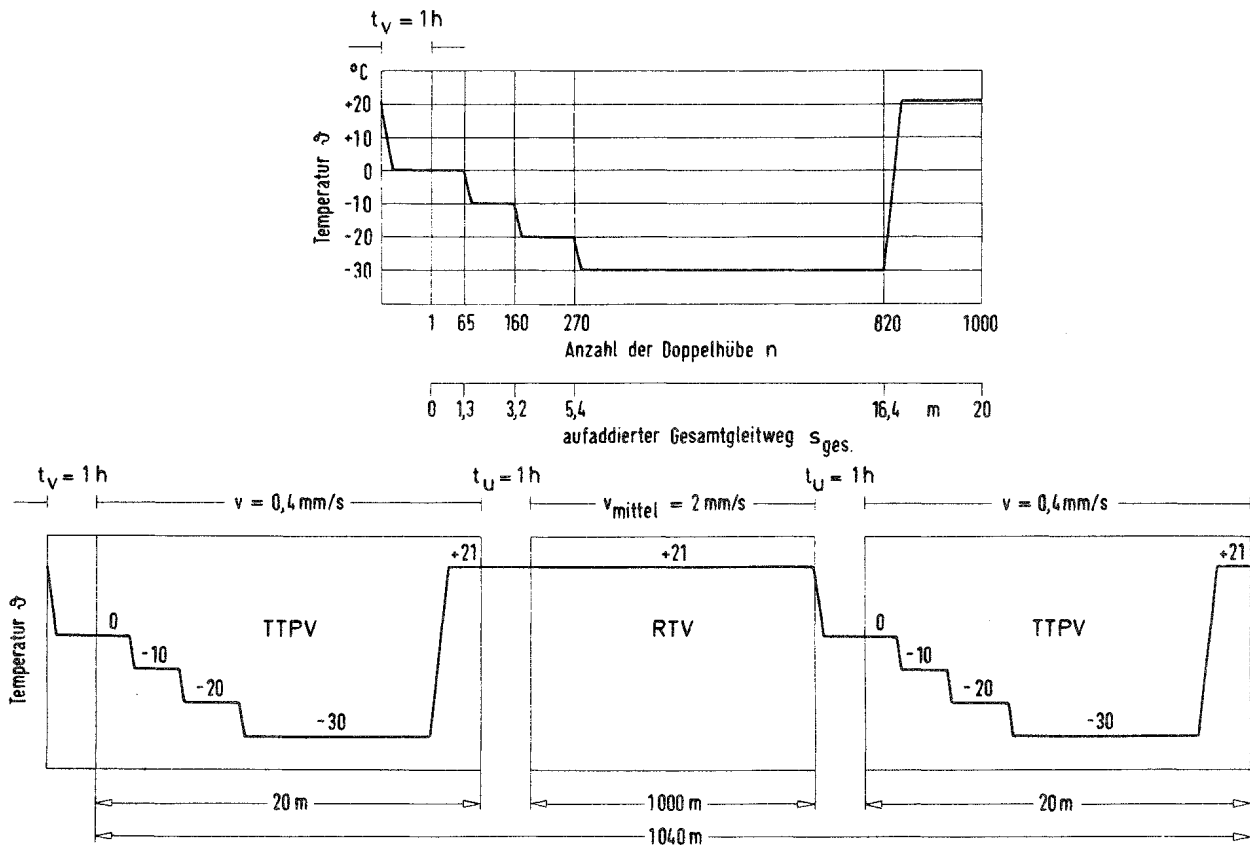 t_v = 1h
°C
+20
+10
0
-10
-20
-30
Temperatur ϑ
1 65 160 270 820 1000
Anzahl der Doppelhübe n
0 1,3 3,2 5,4 16,4 m 20
aufaddierter Gesamtgleitweg s_ges.
t_v = 1h t_u = 1h t_u = 1h
v = 0,4 mm/s v_mittel = 2 mm/s v = 0,4 mm/s
+21 +21 +21
0 TTPV RTV 0 TTPV
-10 -10
-20 -20
-30 -30
Temperatur ϑ
20 m 1000 m 20 m
1040 m